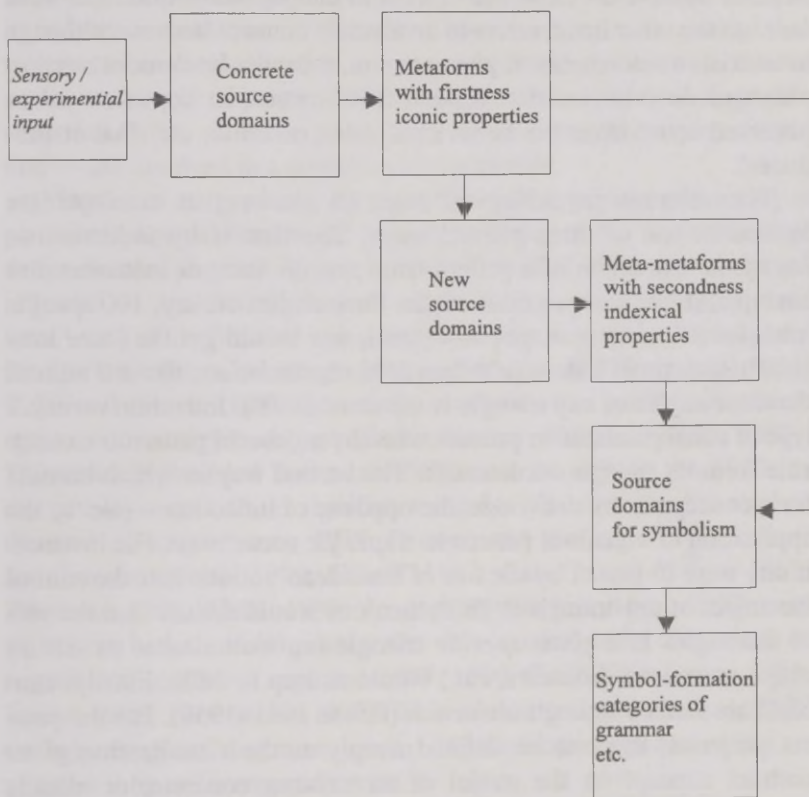 Sensory /
experimental
input
Concrete
source
domains
Metaforms
with firstness
iconic properties
New
source
domains
Meta-metaforms
with secondness
indexical
properties
Source
domains
for symbolism
Symbol-formation
categories of
grammar
etc.